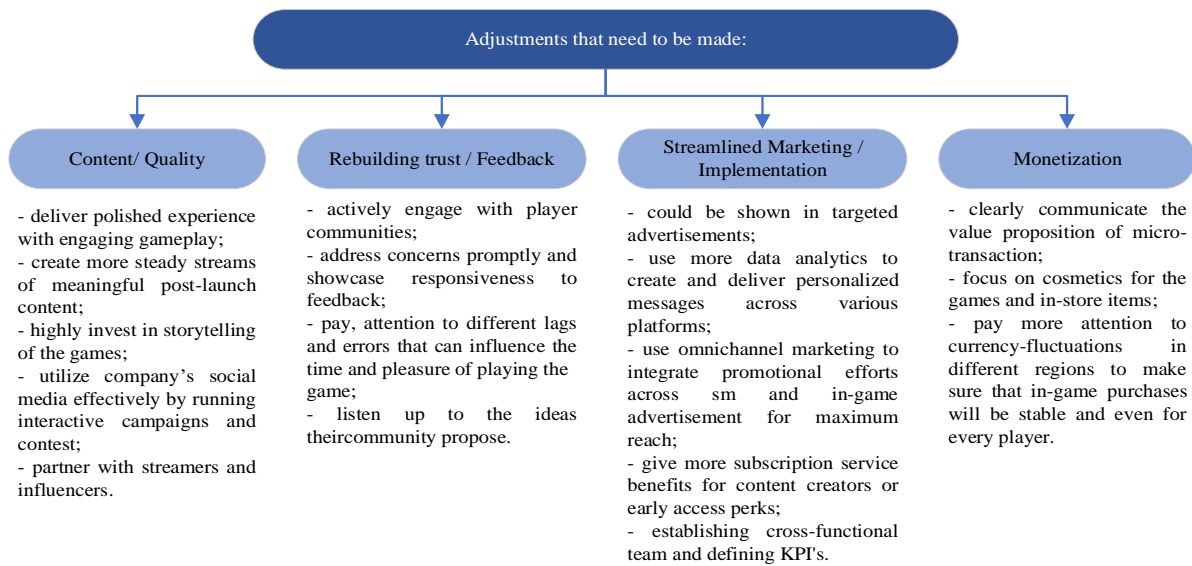 Adjustments that need to be made:
Content/ Quality
- deliver polished experience
with engaging gameplay;
- create more steady streams
of meaningful post-launch
content;
- highly invest in storytelling
of the games;
- utilize company's social
media effectively by running
interactive campaigns and
contest;
- partner with streamers and
influencers.
Rebuilding trust / Feedback
- actively engage with player
communities;
- address concerns promptly and
showcase responsiveness to
feedback;
- pay, attention to different lags
and errors that can influence the
time and pleasure of playing the
game;
- listen up to the ideas
theircommunity propose.
Streamlined Marketing /
Implementation
- could be shown in targeted
advertisements;
- use more data analytics to
create and deliver personalized
messages across various
platforms;
- use omnichannel marketing to
integrate promotional efforts
across sm and in-game
advertisement for maximum
reach;
- give more subscription service
benefits for content creators or
early access perks;
- establishing cross-functional
team and defining KPI's.
Monetization
- clearly communicate the
value proposition of micro-
transaction;
- focus on cosmetics for the
games and in-store items;
- pay more attention to
currency-fluctuations in
different regions to make
sure that in-game purchases
will be stable and even for
every player.